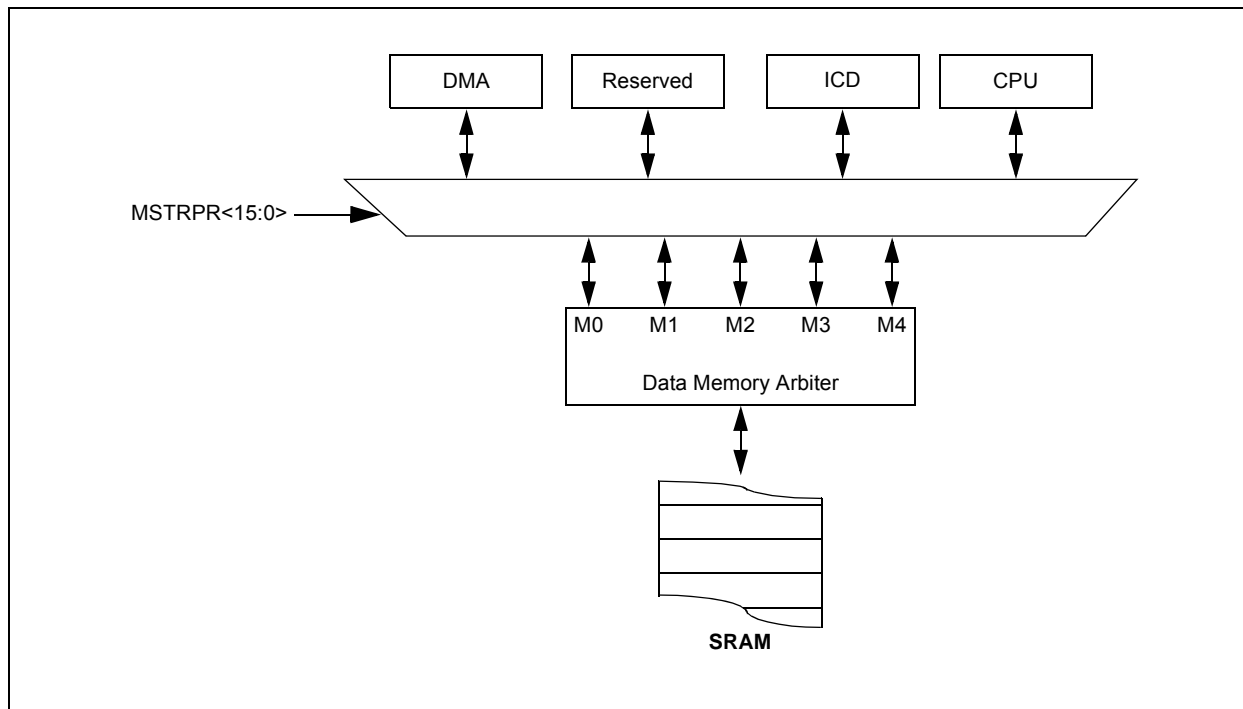 DMA
Reserved
ICD
CPU
MSTRPR<15:0>
M0
M1
M2
M3
M4
Data Memory Arbiter
SRAM